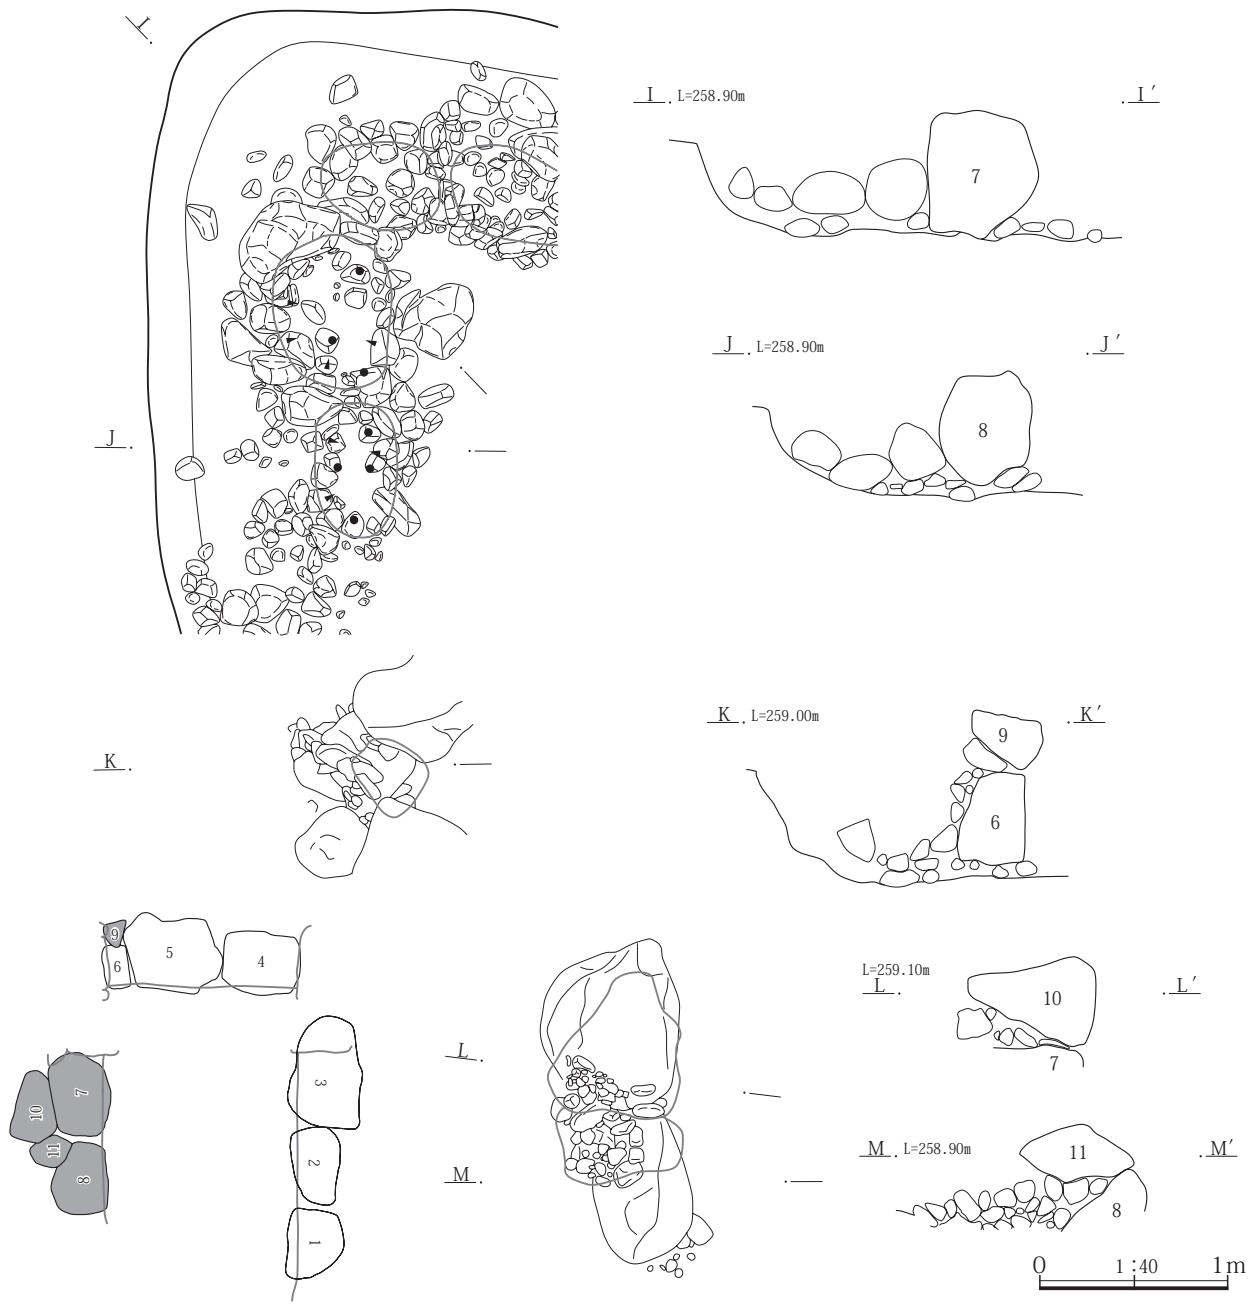 I
I . L=258.90m . I′
7
J . L=258.90m . J′
8
J .
K . L=259.00m . K′
9
6
K .
9
6
5
4
L=259.10m
L . . L′
10
7
3
2
1
7
10
11
8
L .
M .
M . L=258.90m . M′
11
8
0 1:40 1m